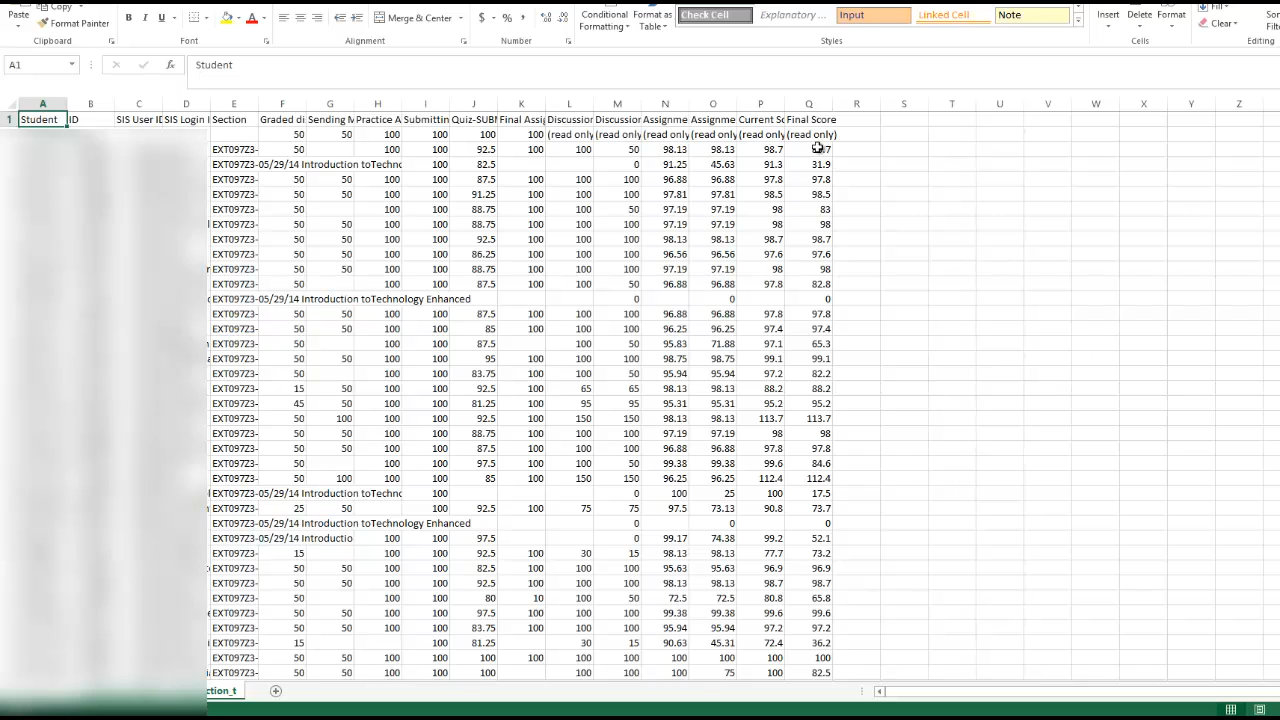 Paste Copy Format Painter B I U A Merge & Center $ % , Conditional Formatting Format as Table Check Cell Explanatory ... Input Linked Cell Note Insert Delete Format Fill Clear Sort Filter
Clipboard Font Alignment Number Styles Cells Editing
A1 fx Student
A B C D E F G H I J K L M N O P Q R S T U V W X Y Z
1 Student ID SIS User ID SIS Login I Section Graded di Sending M Practice A Submittin Quiz-SUBM Final Assig Discussion Discussion Assignme Assignme Current Sc Final Score
50 50 100 100 100 100 (read only (read only (read only (read only (read only (read only)
EXT097Z3- 50 100 100 92.5 100 100 50 98.13 98.13 98.7
EXT097Z3-05/29/14 Introduction toTechno 100 82.5 0 91.25 45.63 91.3 31.9
EXT097Z3- 50 50 100 100 87.5 100 100 100 96.88 96.88 97.8 97.8
EXT097Z3- 50 50 100 100 91.25 100 100 100 97.81 97.81 98.5 98.5
EXT097Z3- 50 100 100 88.75 100 100 50 97.19 97.19 98 83
EXT097Z3- 50 50 100 100 88.75 100 100 100 97.19 97.19 98 98
EXT097Z3- 50 50 100 100 92.5 100 100 100 98.13 98.13 98.7 98.7
EXT097Z3- 50 50 100 100 86.25 100 100 100 96.56 96.56 97.6 97.6
EXT097Z3- 50 50 100 100 88.75 100 100 100 97.19 97.19 98 98
EXT097Z3- 50 100 100 87.5 100 100 50 96.88 96.88 97.8 82.8
EXT097Z3-05/29/14 Introduction toTechnology Enhanced 0 0 0
EXT097Z3- 50 50 100 100 87.5 100 100 100 96.88 96.88 97.8 97.8
EXT097Z3- 50 50 100 100 85 100 100 100 96.25 96.25 97.4 97.4
EXT097Z3- 50 100 100 87.5 100 50 95.83 71.88 97.1 65.3
EXT097Z3- 50 50 100 100 95 100 100 100 98.75 98.75 99.1 99.1
EXT097Z3- 50 100 100 83.75 100 100 50 95.94 95.94 97.2 82.2
EXT097Z3- 15 50 100 100 92.5 100 65 65 98.13 98.13 88.2 88.2
EXT097Z3- 45 50 100 100 81.25 100 95 95 95.31 95.31 95.2 95.2
EXT097Z3- 50 100 100 100 92.5 100 150 150 98.13 98.13 113.7 113.7
EXT097Z3- 50 50 100 100 88.75 100 100 100 97.19 97.19 98 98
EXT097Z3- 50 50 100 100 87.5 100 100 100 96.88 96.88 97.8 97.8
EXT097Z3- 50 100 100 97.5 100 100 50 99.38 99.38 99.6 84.6
EXT097Z3- 50 100 100 100 85 100 150 150 96.25 96.25 112.4 112.4
EXT097Z3-05/29/14 Introduction toTechno 100 0 100 25 100 17.5
EXT097Z3- 25 50 100 92.5 100 75 75 97.5 73.13 90.8 73.7
EXT097Z3-05/29/14 Introduction toTechnology Enhanced 0 0 0
EXT097Z3-05/29/14 Introductio 100 100 97.5 0 99.17 74.38 99.2 52.1
EXT097Z3- 15 100 100 92.5 100 30 15 98.13 98.13 77.7 73.2
EXT097Z3- 50 50 100 100 82.5 100 100 100 95.63 95.63 96.9 96.9
EXT097Z3- 50 50 100 100 92.5 100 100 100 98.13 98.13 98.7 98.7
EXT097Z3- 50 100 100 80 10 100 50 72.5 72.5 80.8 65.8
EXT097Z3- 50 50 100 100 97.5 100 100 100 99.38 99.38 99.6 99.6
EXT097Z3- 50 50 100 100 83.75 100 100 100 95.94 95.94 97.2 97.2
EXT097Z3- 15 100 81.25 30 15 90.63 45.31 72.4 36.2
EXT097Z3- 50 50 100 100 100 100 100 100 100 100 100 100
EXT097Z3- 50 50 100 100 100 100 100 100 75 100 82.5
ction_t